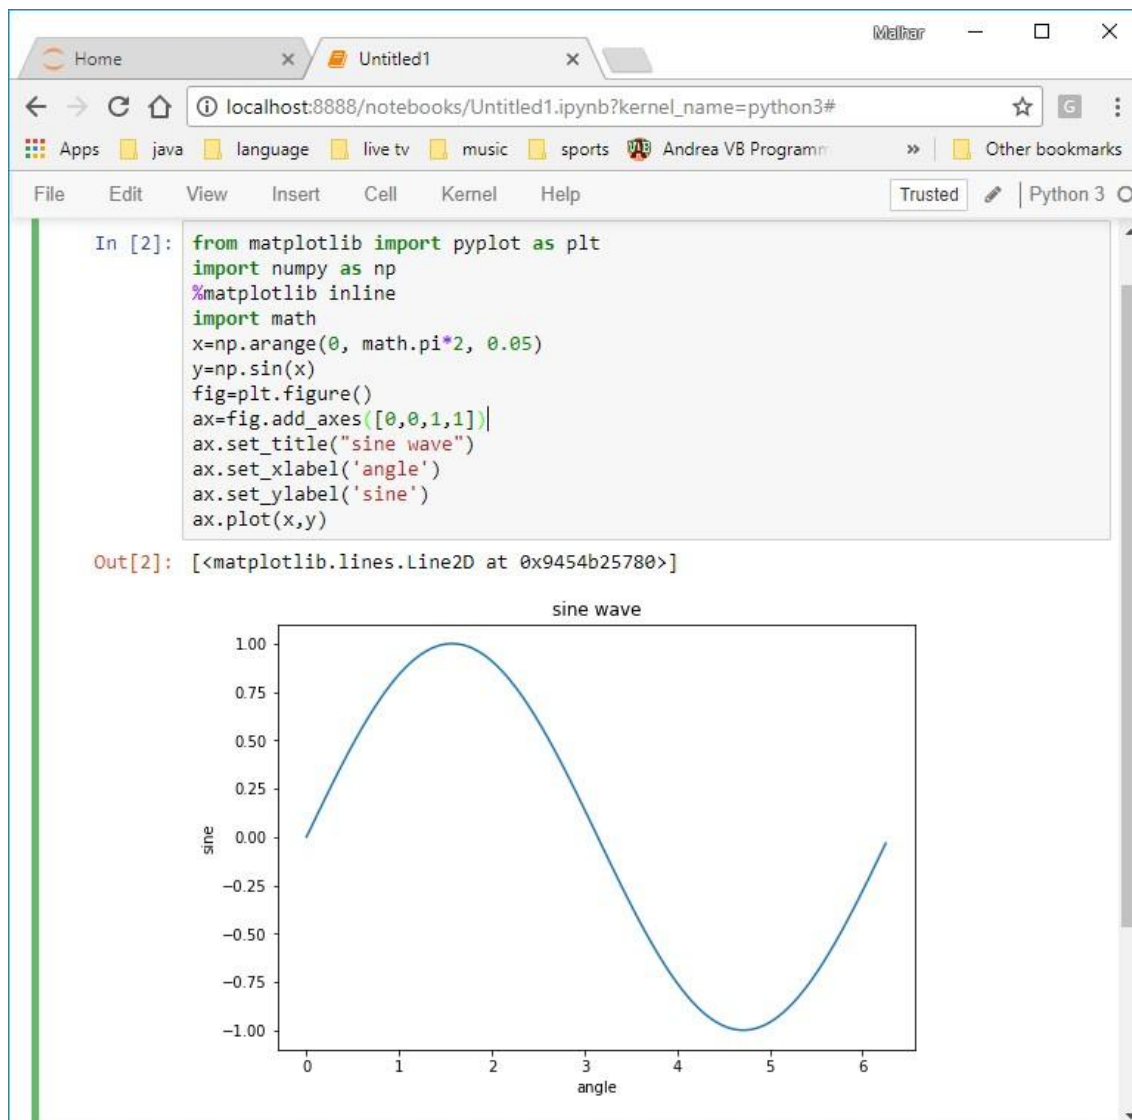 Malhar
Home Untitled1
localhost:8888/notebooks/Untitled1.ipynb?kernel_name=python3#
Apps java language live tv music sports VAB Andrea VB Programm » Other bookmarks
File Edit View Insert Cell Kernel Help Trusted Python 3
In [2]: from matplotlib import pyplot as plt
import numpy as np
%matplotlib inline
import math
x=np.arange(0, math.pi*2, 0.05)
y=np.sin(x)
fig=plt.figure()
ax=fig.add_axes([0,0,1,1])
ax.set_title("sine wave")
ax.set_xlabel('angle')
ax.set_ylabel('sine')
ax.plot(x,y)
Out[2]: [<matplotlib.lines.Line2D at 0x9454b25780>]
sine wave
1.00
0.75
0.50
0.25
0.00
−0.25
−0.50
−0.75
−1.00
sine
0 1 2 3 4 5 6
angle